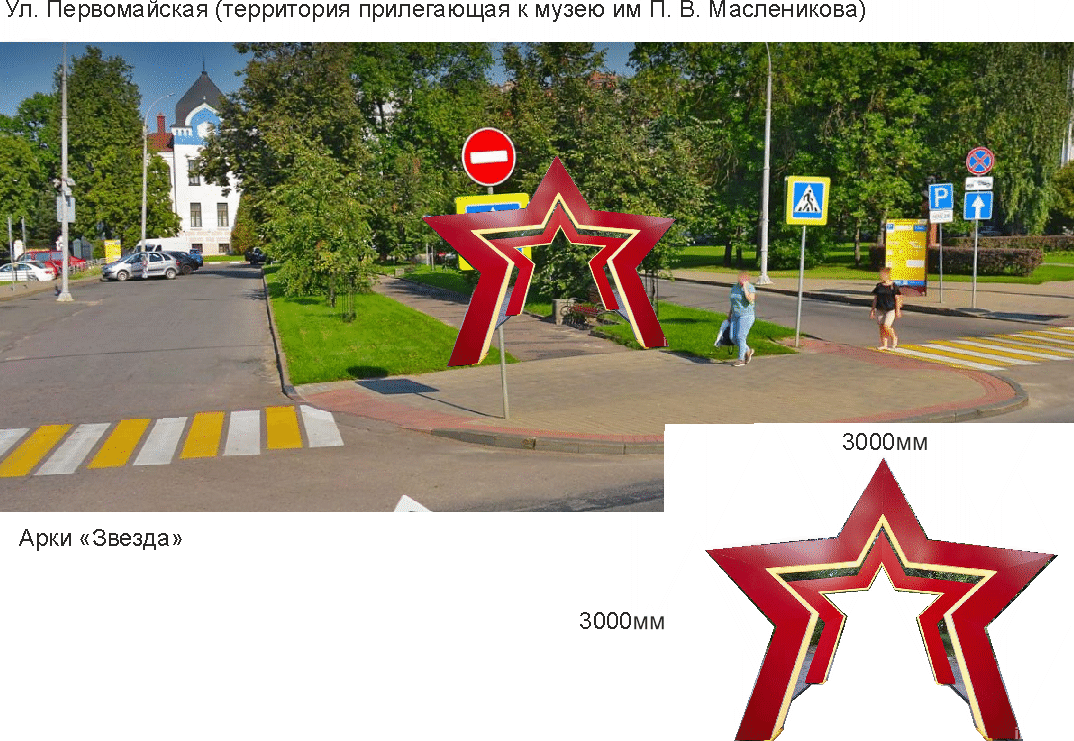 Ул. Первомайская (территория прилегающая к музею им П. В. Масленикова)
P
3000мм
Арки «Звезда»
3000мм